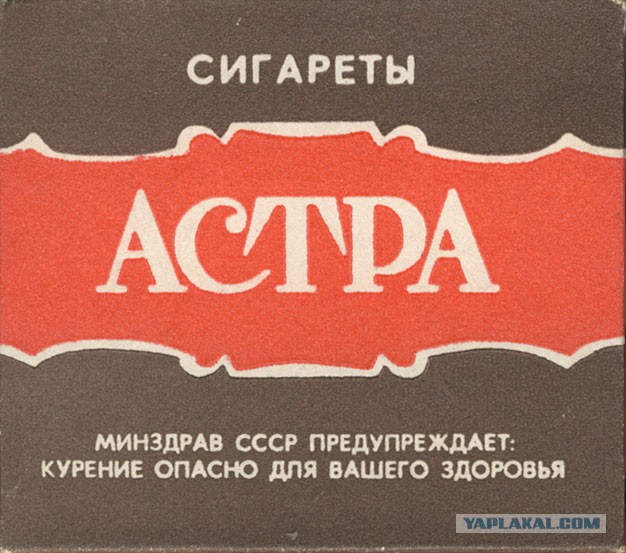 СИГАРЕТЫ
АСТРА
МИНЗДРАВ СССР ПРЕДУПРЕЖДАЕТ:
КУРЕНИЕ ОПАСНО ДЛЯ ВАШЕГО ЗДОРОВЬЯ
YAPLAKAL.COM